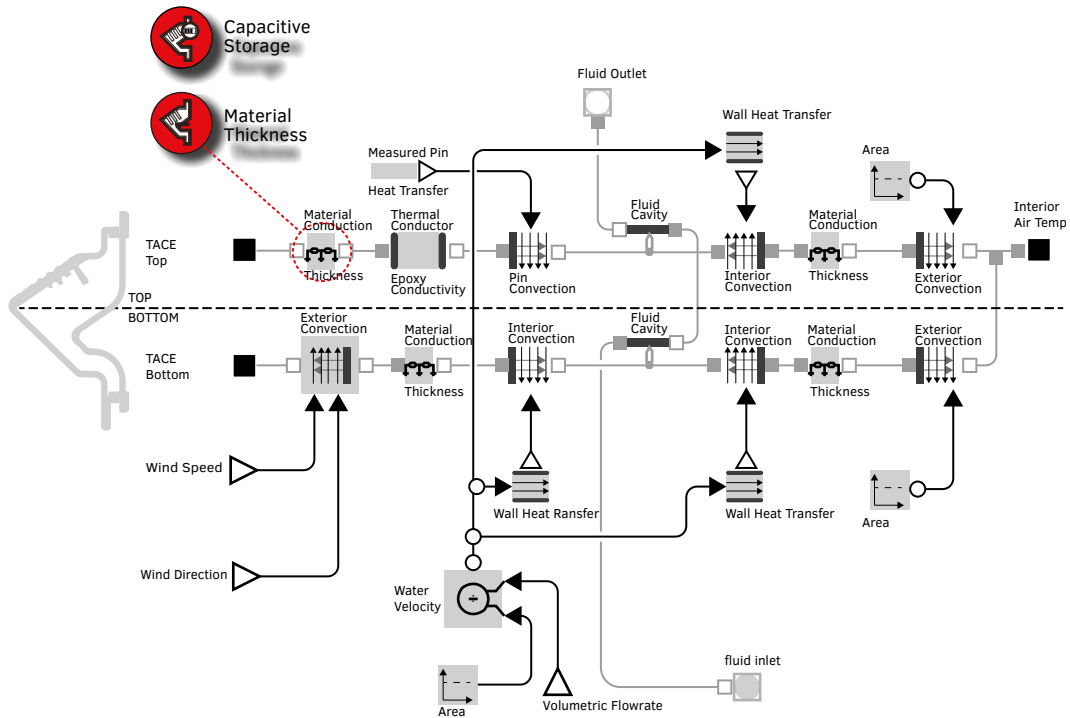 Capacitive
Storage
Material
Thickness
Fluid Outlet
Wall Heat Transfer
Measured Pin
Heat Transfer
Area
Material
Conduction
Thickness
Thermal
Conductor
Epoxy
Conductivity
Pin
Convection
Fluid
Cavity
Interior
Convection
Material
Conduction
Thickness
Exterior
Convection
Interior
Air Temp
TACE
Top
TOP
BOTTOM
TACE
Bottom
Exterior
Convection
Material
Conduction
Thickness
Interior
Convection
Fluid
Cavity
Interior
Convection
Material
Conduction
Thickness
Exterior
Convection
Wind Speed
Wall Heat Ransfer
Wall Heat Transfer
Area
Wind Direction
Water
Velocity
Area
Volumetric Flowrate
fluid inlet